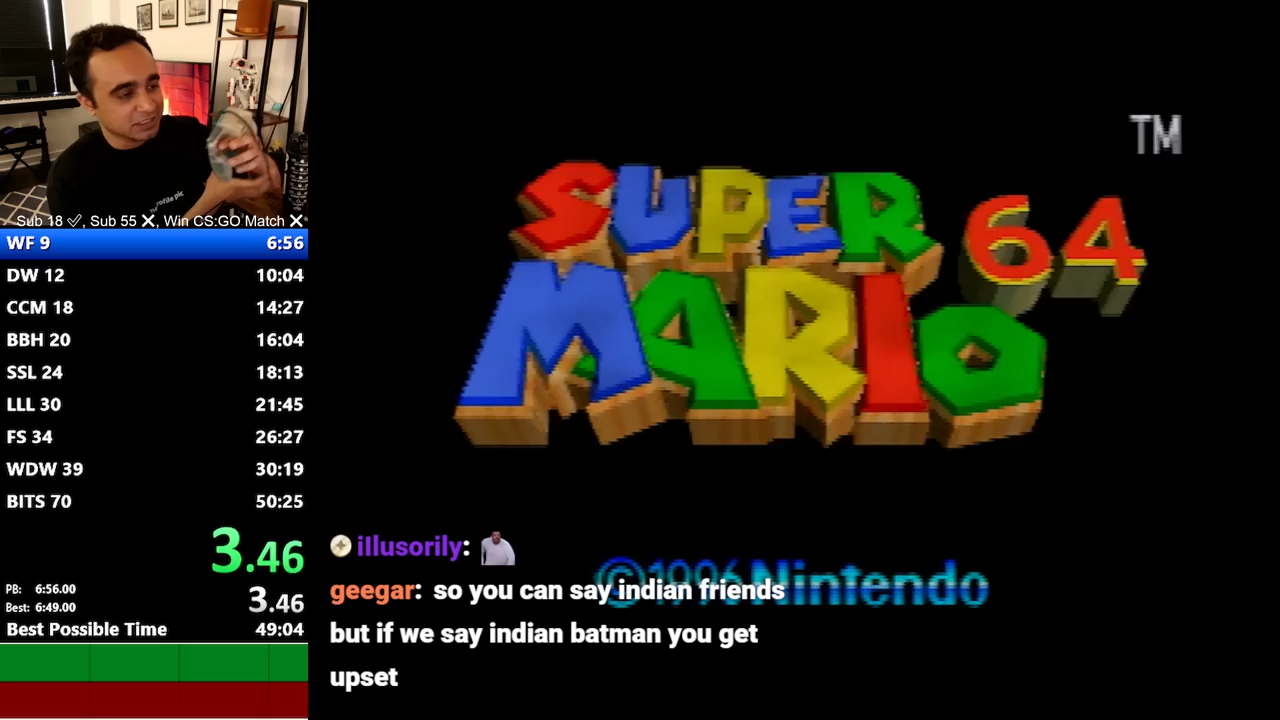 Sub 18 ✓, Sub 55 ✕, Win CS:GO Match ✕
WF 9 6:56
DW 12 10:04
CCM 18 14:27
BBH 20 16:04
SSL 24 18:13
LLL 30 21:45
FS 34 26:27
WDW 39 30:19
BITS 70 50:25
3.46
PB: 6:56.00
Best: 6:49.00
3.46
Best Possible Time 49:04
TM
SUPER
MARIO
64
©1996 Nintendo
illusorily:
geegar: so you can say indian friends
but if we say indian batman you get
upset